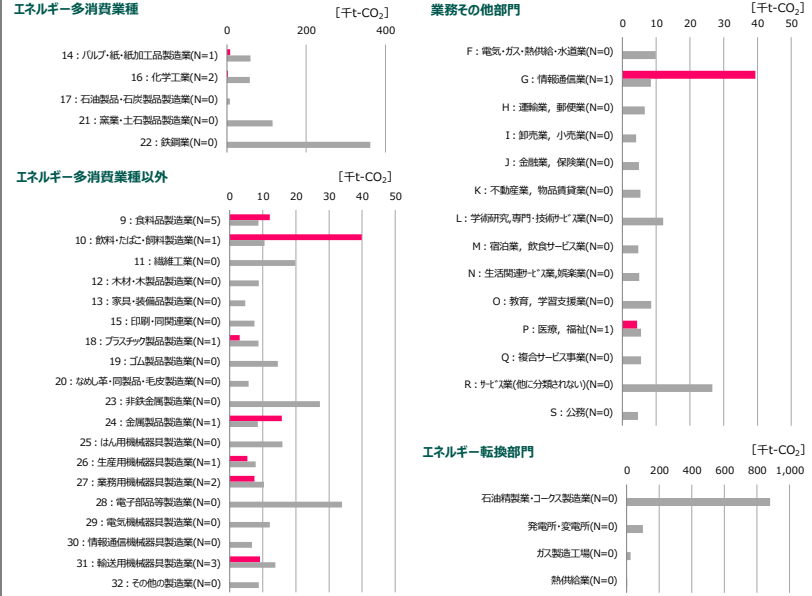 エネルギー多消費業種
[千t-CO₂]
0 200 400
14：パルプ・紙・紙加工品製造業(N=1)
16：化学工業(N=2)
17：石油製品・石炭製品製造業(N=0)
21：窯業・土石製品製造業(N=0)
22：鉄鋼業(N=0)
エネルギー多消費業種以外
[千t-CO₂]
0 10 20 30 40 50
9：食料品製造業(N=5)
10：飲料・たばこ・飼料製造業(N=1)
11：繊維工業(N=0)
12：木材・木製品製造業(N=0)
13：家具・装備品製造業(N=0)
15：印刷・同関連業(N=0)
18：プラスチック製品製造業(N=1)
19：ゴム製品製造業(N=0)
20：なめし革・同製品・毛皮製造業(N=0)
23：非鉄金属製造業(N=0)
24：金属製品製造業(N=1)
25：はん用機械器具製造業(N=0)
26：生産用機械器具製造業(N=1)
27：業務用機械器具製造業(N=2)
28：電子部品等製造業(N=0)
29：電気機械器具製造業(N=0)
30：情報通信機械器具製造業(N=0)
31：輸送用機械器具製造業(N=3)
32：その他の製造業(N=0)
業務その他部門
[千t-CO₂]
0 10 20 30 40 50
F：電気・ガス・熱供給・水道業(N=0)
G：情報通信業(N=1)
H：運輸業，郵便業(N=0)
I：卸売業，小売業(N=0)
J：金融業，保険業(N=0)
K：不動産業，物品賃貸業(N=0)
L：学術研究,専門・技術ｻｰﾋﾞｽ業(N=0)
M：宿泊業，飲食サービス業(N=0)
N：生活関連ｻｰﾋﾞｽ業,娯楽業(N=0)
O：教育，学習支援業(N=0)
P：医療，福祉(N=1)
Q：複合サービス事業(N=0)
R：ｻｰﾋﾞｽ業(他に分類されない)(N=0)
S：公務(N=0)
エネルギー転換部門
[千t-CO₂]
0 200 400 600 800 1,000
石油精製業・コークス製造業(N=0)
発電所・変電所(N=0)
ガス製造工場(N=0)
熱供給業(N=0)